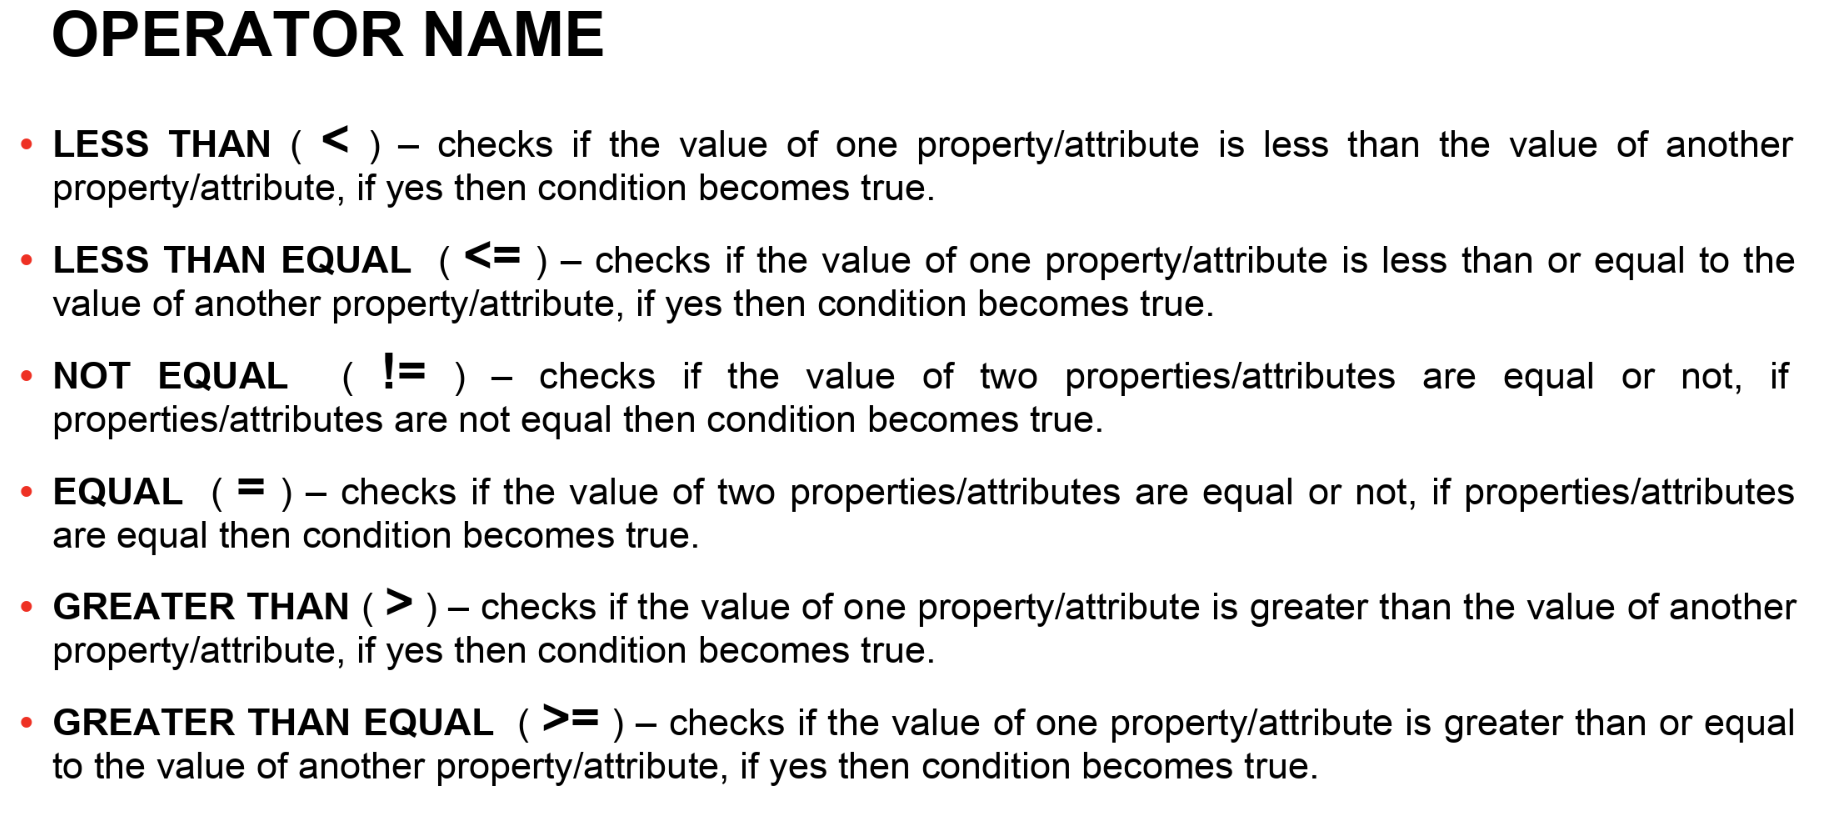 OPERATOR NAME
• LESS THAN ( < ) – checks if the value of one property/attribute is less than the value of another
property/attribute, if yes then condition becomes true.
• LESS THAN EQUAL ( <= ) – checks if the value of one property/attribute is less than or equal to the
value of another property/attribute, if yes then condition becomes true.
• NOT EQUAL ( != ) – checks if the value of two properties/attributes are equal or not, if
properties/attributes are not equal then condition becomes true.
• EQUAL ( = ) – checks if the value of two properties/attributes are equal or not, if properties/attributes
are equal then condition becomes true.
• GREATER THAN ( > ) – checks if the value of one property/attribute is greater than the value of another
property/attribute, if yes then condition becomes true.
• GREATER THAN EQUAL ( >= ) – checks if the value of one property/attribute is greater than or equal
to the value of another property/attribute, if yes then condition becomes true.